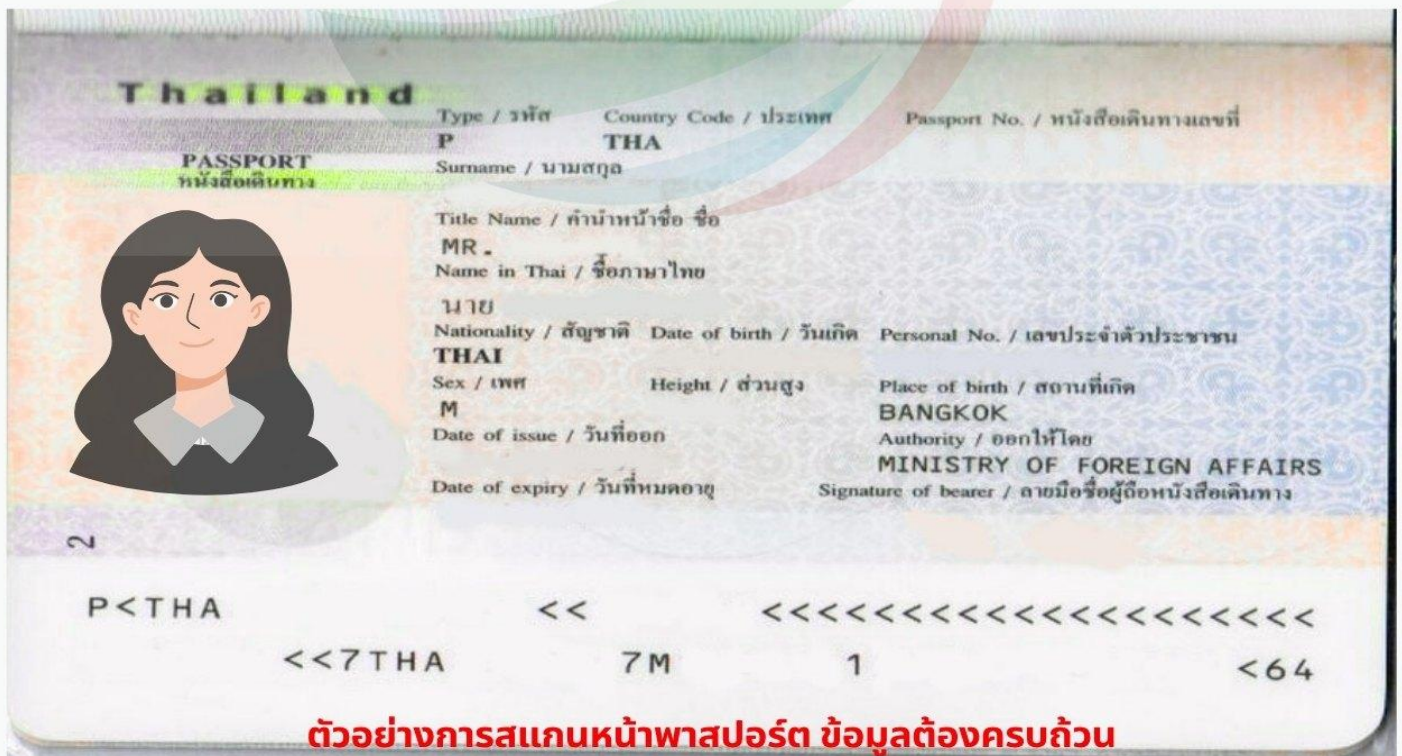 Thailand
PASSPORT
หนังสือเดินทาง
Type / รหัส Country Code / ประเทศ Passport No. / หนังสือเดินทางเลขที่
P THA
Surname / นามสกุล
Title Name / คำนำหน้าชื่อ ชื่อ
MR.
Name in Thai / ชื่อภาษาไทย
นาย
Nationality / สัญชาติ Date of birth / วันเกิด Personal No. / เลขประจำตัวประชาชน
THAI
Sex / เพศ Height / ส่วนสูง Place of birth / สถานที่เกิด
M BANGKOK
Date of issue / วันที่ออก Authority / ออกให้โดย
MINISTRY OF FOREIGN AFFAIRS
Date of expiry / วันที่หมดอายุ Signature of bearer / ลายมือชื่อผู้ถือหนังสือเดินทาง
2
P<THA << <<<<<<<<<<<<<<<<<<<<
<<7THA 7M 1 <64
ตัวอย่างการสแกนหน้าพาสปอร์ต ข้อมูลต้องครบถ้วน